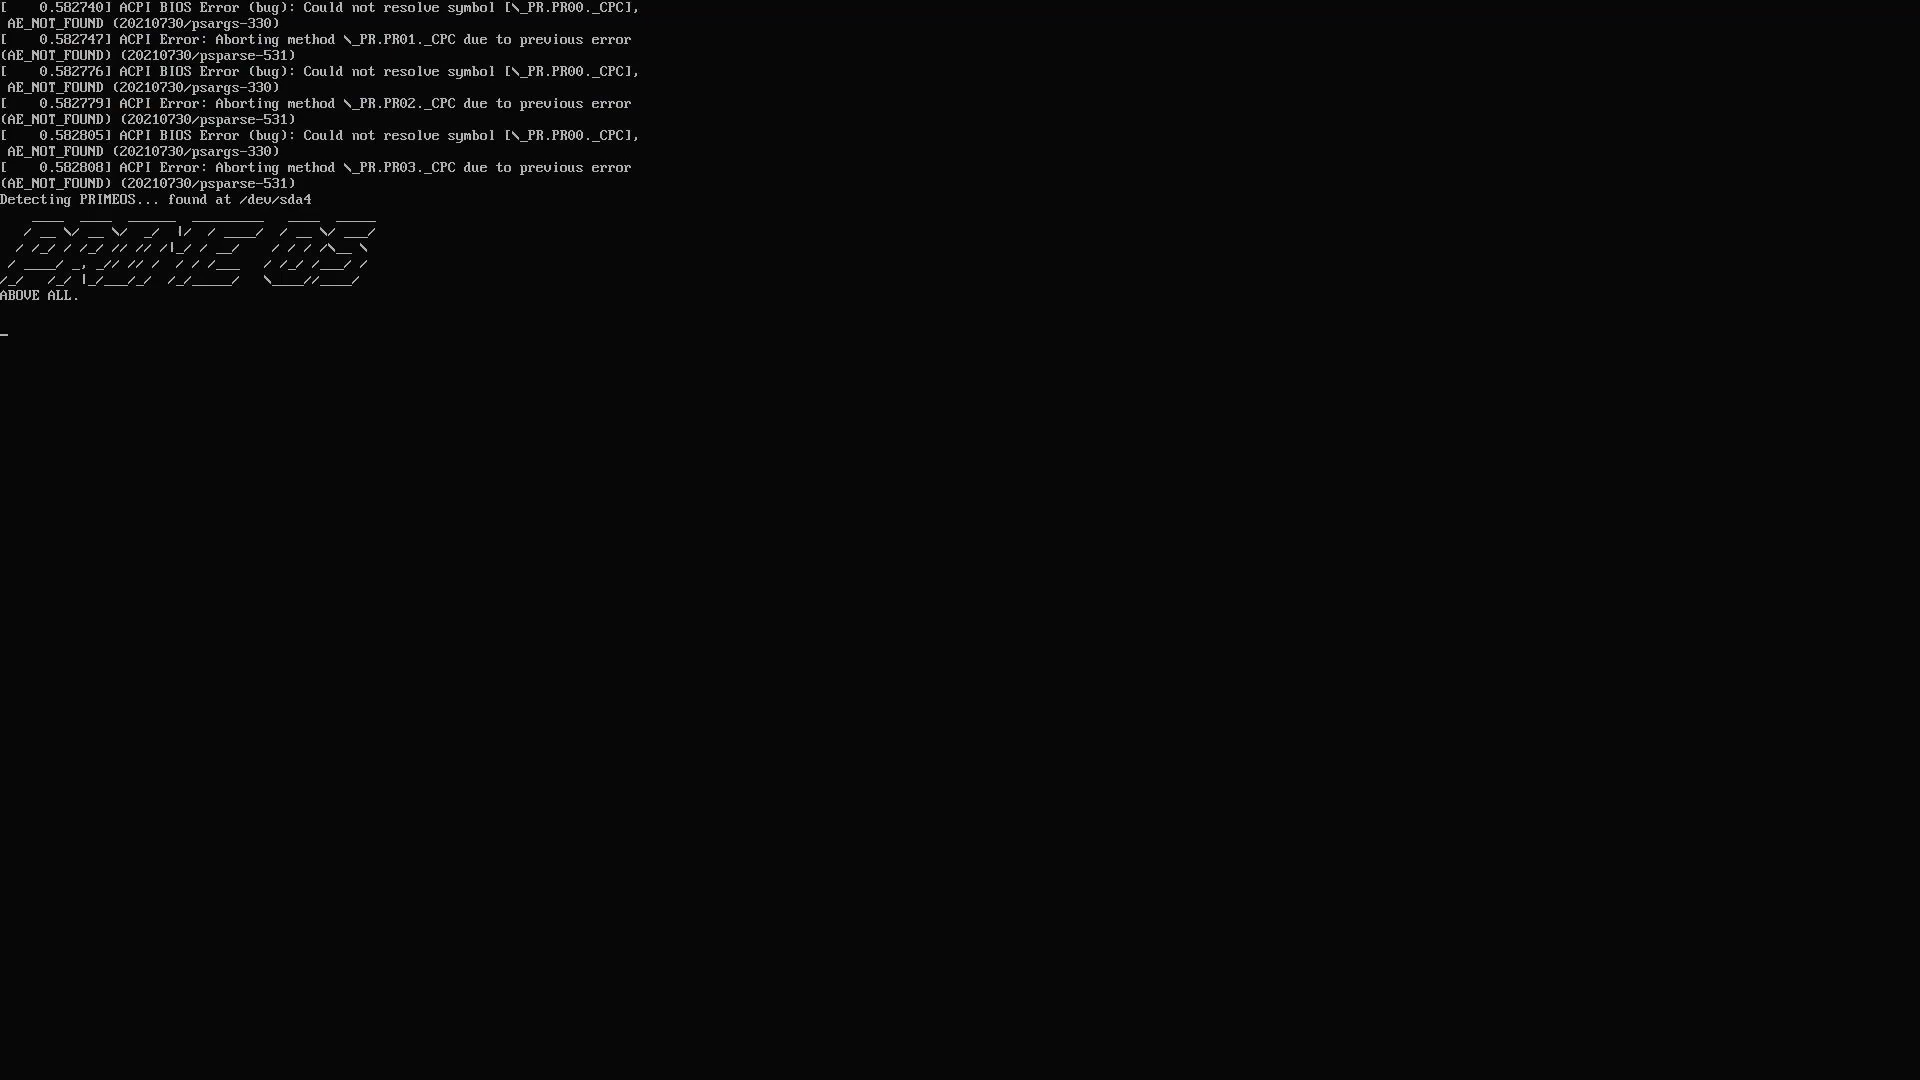 [    0.582740] ACPI BIOS Error (bug): Could not resolve symbol [\_PR.PR00._CPC],
 AE_NOT_FOUND (20210730/psargs-330)
[    0.582747] ACPI Error: Aborting method \_PR.PR01._CPC due to previous error
(AE_NOT_FOUND) (20210730/psparse-531)
[    0.582776] ACPI BIOS Error (bug): Could not resolve symbol [\_PR.PR00._CPC],
 AE_NOT_FOUND (20210730/psargs-330)
[    0.582779] ACPI Error: Aborting method \_PR.PR02._CPC due to previous error
(AE_NOT_FOUND) (20210730/psparse-531)
[    0.582805] ACPI BIOS Error (bug): Could not resolve symbol [\_PR.PR00._CPC],
 AE_NOT_FOUND (20210730/psargs-330)
[    0.582808] ACPI Error: Aborting method \_PR.PR03._CPC due to previous error
(AE_NOT_FOUND) (20210730/psparse-531)
Detecting PRIMEOS... found at /dev/sda4
PRIME OS
ABOVE ALL.